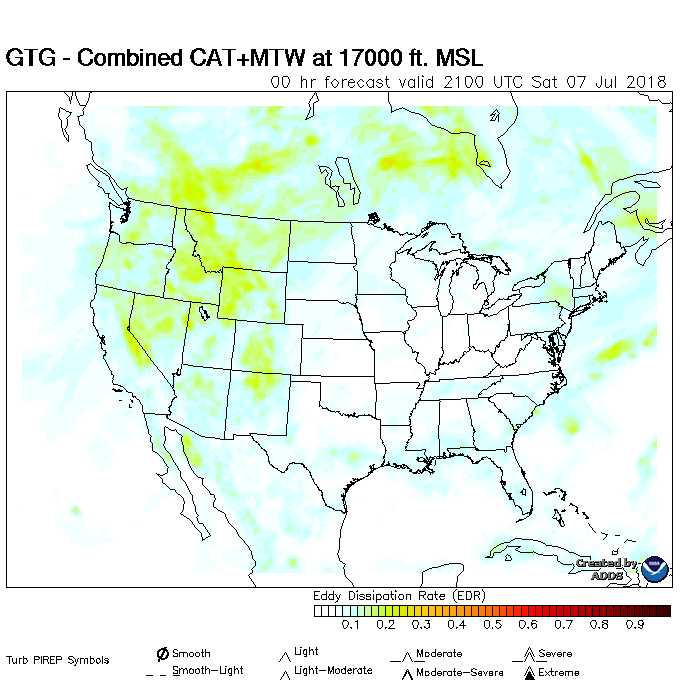 GTG - Combined CAT+MTW at 17000 ft. MSL
00 hr forecast valid 2100 UTC Sat 07 Jul 2018
Created by
ADDS
Eddy Dissipation Rate (EDR)
0.1 0.2 0.3 0.4 0.5 0.6 0.7 0.8 0.9
Turb PIREP Symbols
Smooth Light Moderate Severe
Smooth-Light Light-Moderate Moderate-Severe Extreme